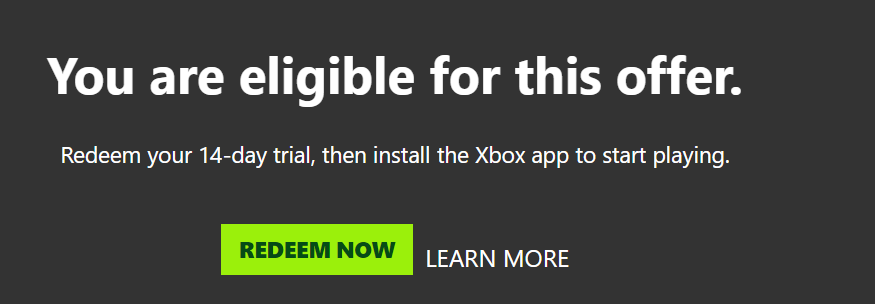 You are eligible for this offer.
Redeem your 14-day trial, then install the Xbox app to start playing.
REDEEM NOW
LEARN MORE